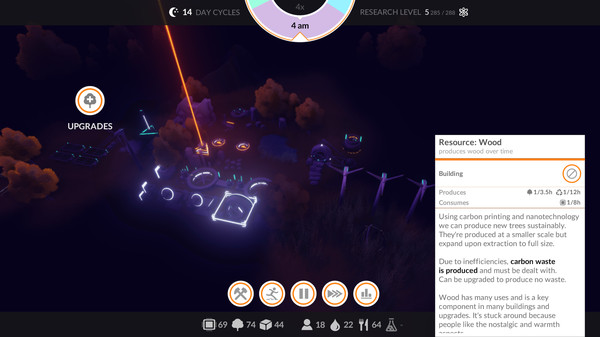 4x
14 DAY CYCLES
4 am
RESEARCH LEVEL 5 285 / 288
UPGRADES
Resource: Wood
produces wood over time
Building
Produces 1/3.5h 1/12h
Consumes 1/8h
Using carbon printing and nanotechnology
we can produce new trees sustainably.
They're produced at a smaller scale but
expand upon extraction to full size.
Due to inefficiencies, carbon waste
is produced and must be dealt with.
Can be upgraded to produce no waste.
Wood has many uses and is a key
component in many buildings and
upgrades. It's stuck around because
people like the nostalgic and warmth
69 74 44 18 22 64 -